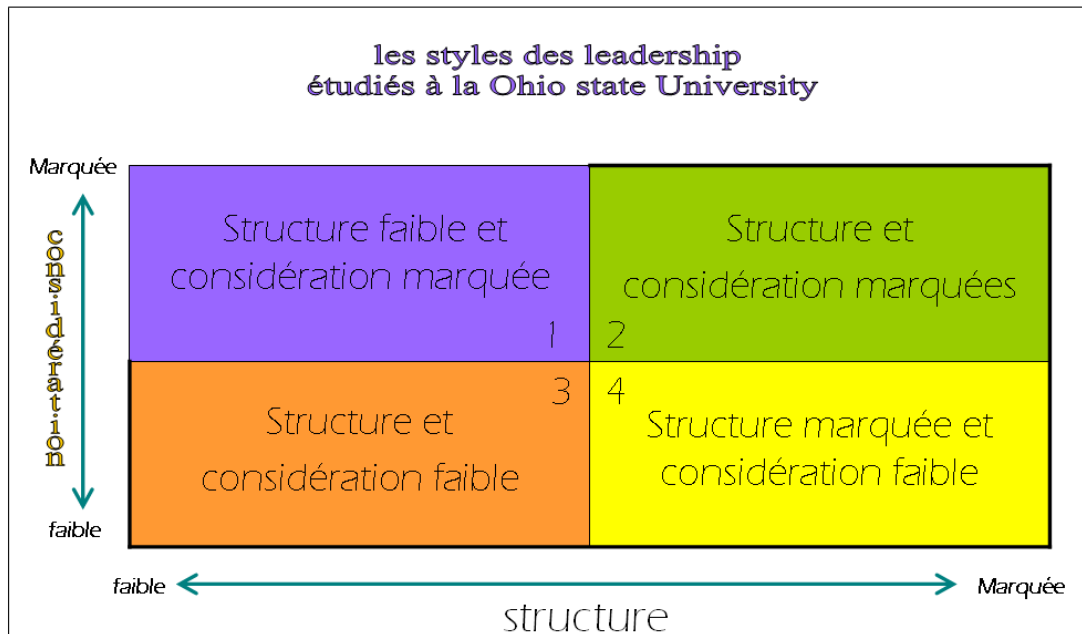 les styles des leadership
étudiés à la Ohio state University
Marquée
considération
faible
Structure faible et
considération marquée
1
Structure et
considération marquées
2
3
Structure et
considération faible
4
Structure marquée et
considération faible
faible
Marquée
structure